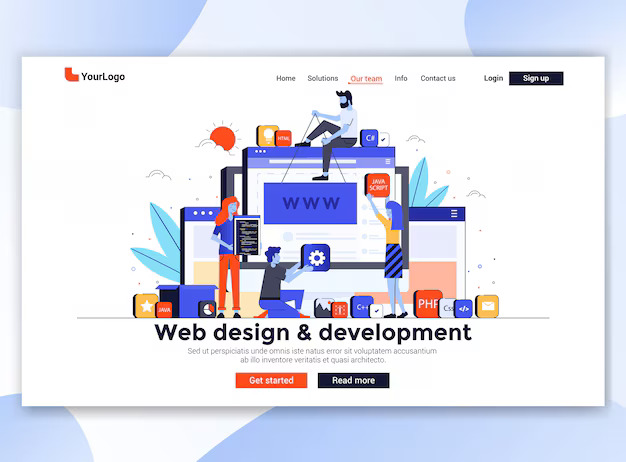 YourLogo
Home Solutions Our team Info Contact us Login Sign up
HTML
C#
JAVA
SCRIPT
WWW
JAVA
C++
PHP
Css
</>
Web design & development
Sed ut perspiciatis unde omnis iste natus error sit voluptatem accusantium
ab illo inventore veritatis et quasi architecto.
Get started Read more